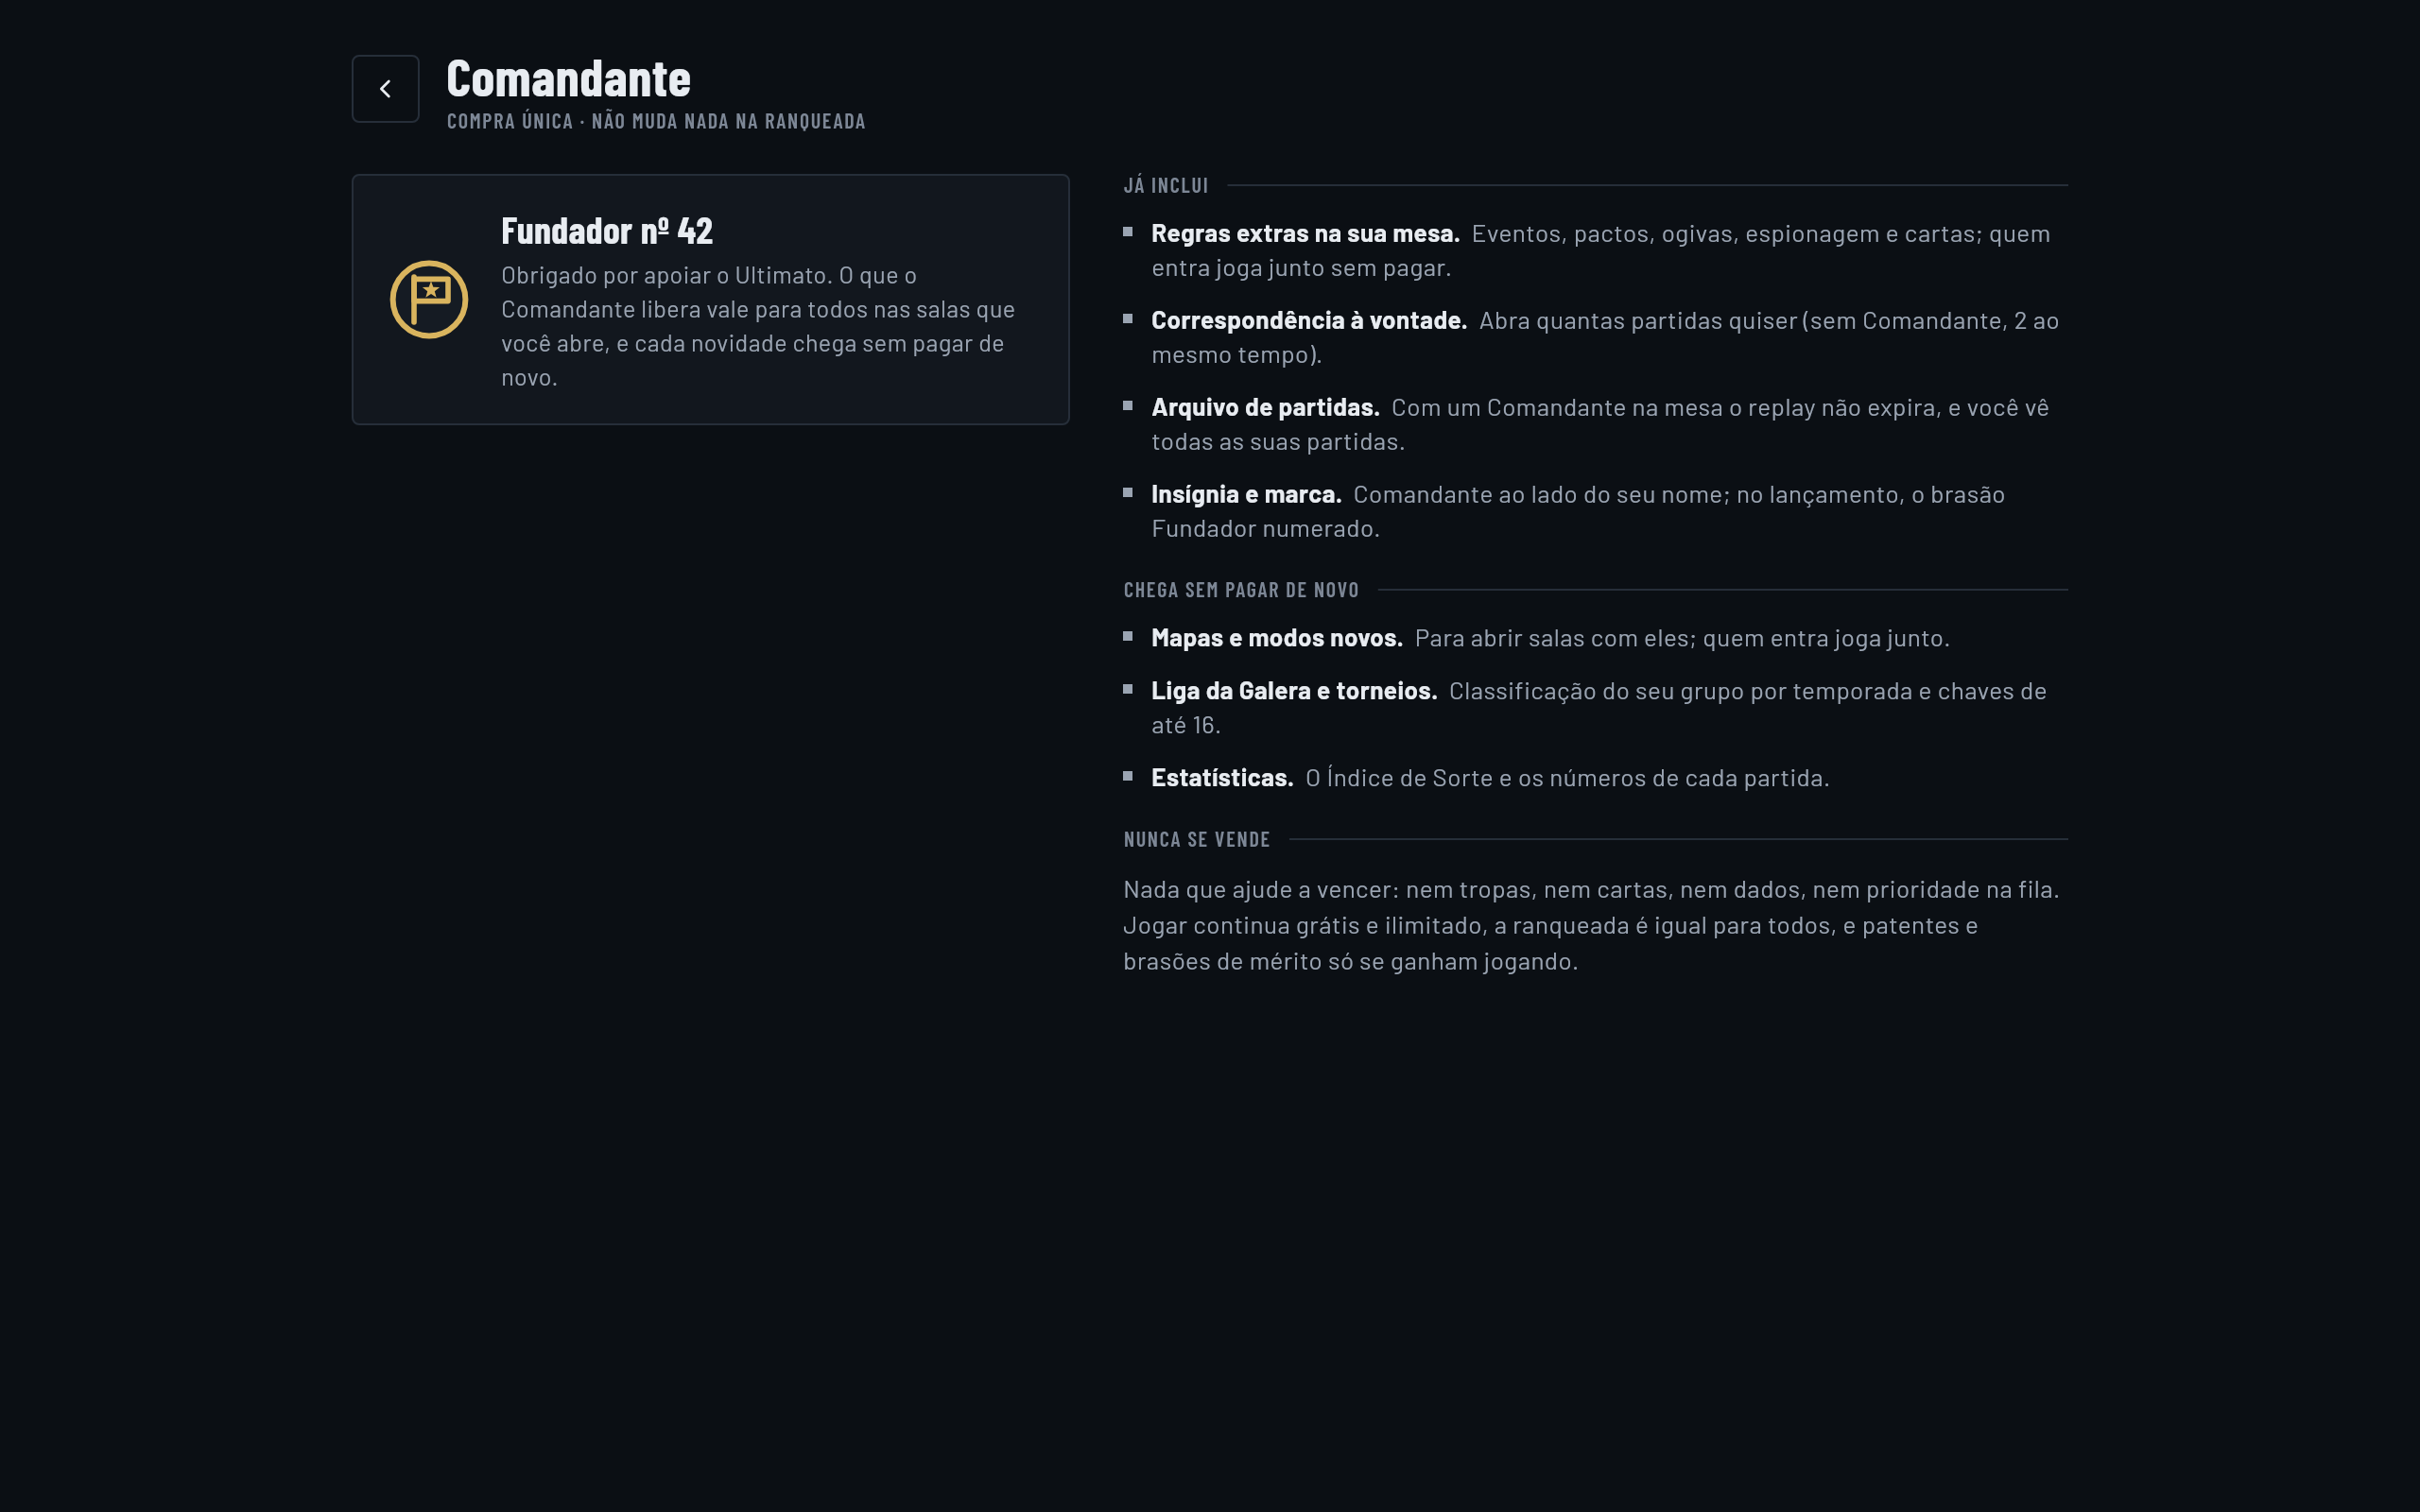 Comandante
COMPRA ÚNICA · NÃO MUDA NADA NA RANQUEADA
Fundador nº 42
Obrigado por apoiar o Ultimato. O que o
Comandante libera vale para todos nas salas que
você abre, e cada novidade chega sem pagar de
novo.
JÁ INCLUI
Regras extras na sua mesa. Eventos, pactos, ogivas, espionagem e cartas; quem
entra joga junto sem pagar.
Correspondência à vontade. Abra quantas partidas quiser (sem Comandante, 2 ao
mesmo tempo).
Arquivo de partidas. Com um Comandante na mesa o replay não expira, e você vê
todas as suas partidas.
Insígnia e marca. Comandante ao lado do seu nome; no lançamento, o brasão
Fundador numerado.
CHEGA SEM PAGAR DE NOVO
Mapas e modos novos. Para abrir salas com eles; quem entra joga junto.
Liga da Galera e torneios. Classificação do seu grupo por temporada e chaves de
até 16.
Estatísticas. O Índice de Sorte e os números de cada partida.
NUNCA SE VENDE
Nada que ajude a vencer: nem tropas, nem cartas, nem dados, nem prioridade na fila.
Jogar continua grátis e ilimitado, a ranqueada é igual para todos, e patentes e
brasões de mérito só se ganham jogando.